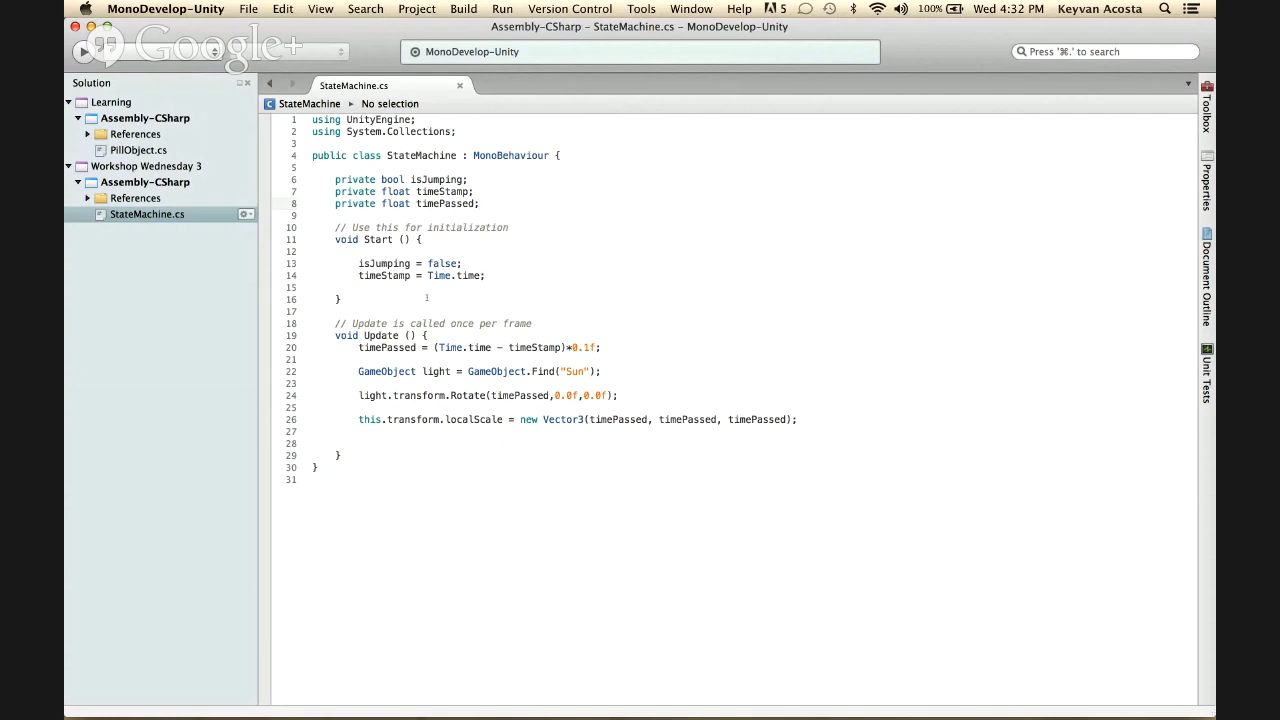 MonoDevelop-Unity File Edit View Search Project Build Run Version Control Tools Window Help 5 100% Wed 4:32 PM Keyvan Acosta
Assembly-CSharp - StateMachine.cs - MonoDevelop-Unity
Google+
MonoDevelop-Unity
Press '⌘.' to search
Solution
StateMachine.cs
StateMachine ▸ No selection
Learning
Assembly-CSharp
References
PillObject.cs
Workshop Wednesday 3
Assembly-CSharp
References
StateMachine.cs
1 using UnityEngine;
2 using System.Collections;
3
4 public class StateMachine : MonoBehaviour {
5
6 private bool isJumping;
7 private float timeStamp;
8 private float timePassed;
9
10 // Use this for initialization
11 void Start () {
12
13 isJumping = false;
14 timeStamp = Time.time;
15
16 }
17
18 // Update is called once per frame
19 void Update () {
20 timePassed = (Time.time - timeStamp)*0.1f;
21
22 GameObject light = GameObject.Find("Sun");
23
24 light.transform.Rotate(timePassed,0.0f,0.0f);
25
26 this.transform.localScale = new Vector3(timePassed, timePassed, timePassed);
27
28
29 }
30 }
31
Toolbox
Properties
Document Outline
Unit Tests